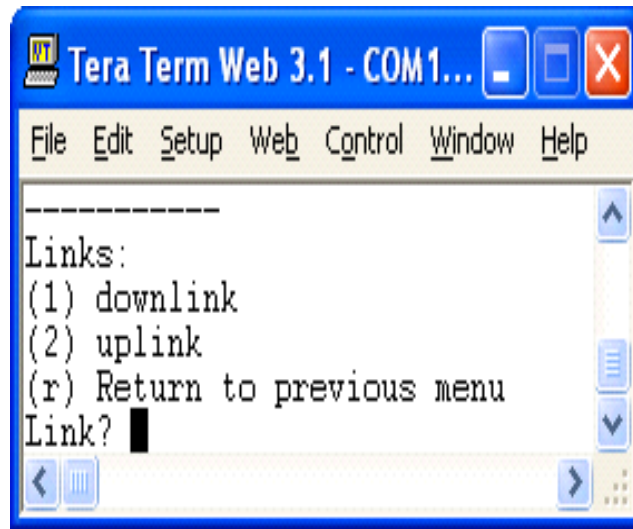 Tera Term Web 3.1 - COM1...
File Edit Setup Web Control Window Help
-----------
Links:
(1) downlink
(2) uplink
(r) Return to previous menu
Link?